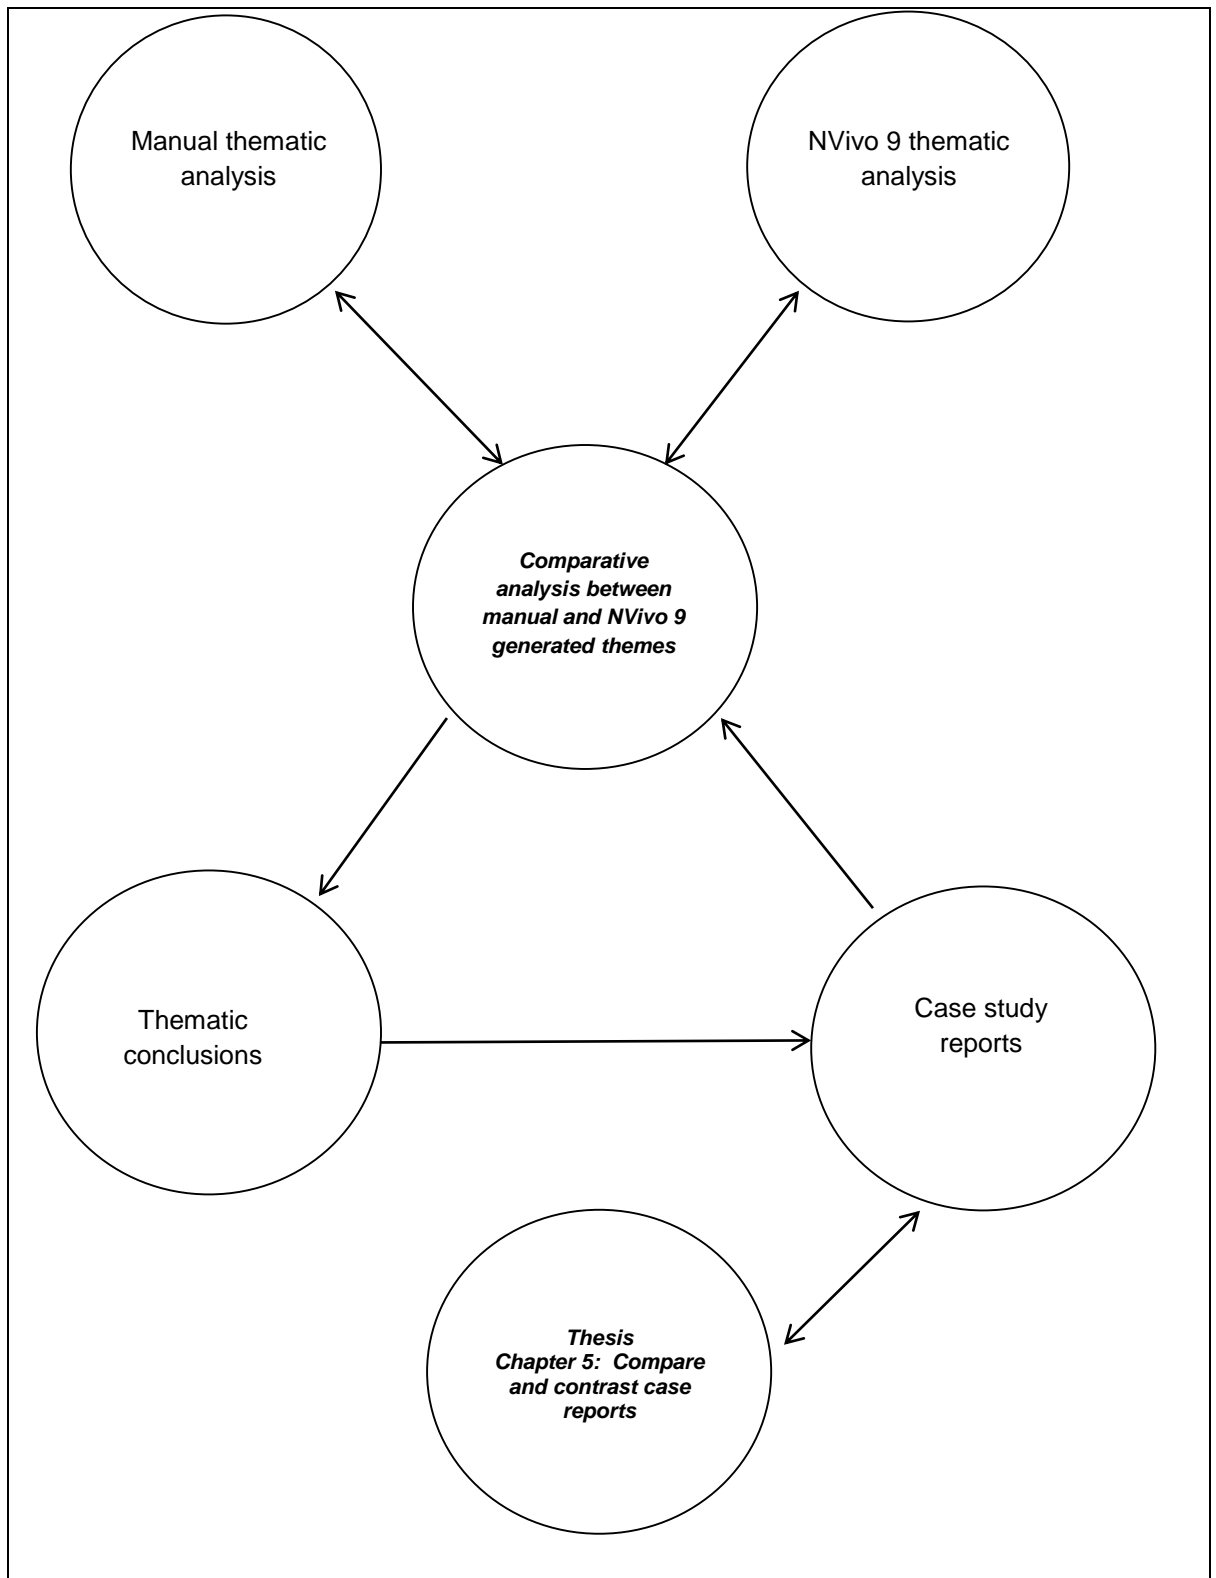 Manual thematic
analysis
NVivo 9 thematic
analysis
Comparative
analysis between
manual and NVivo 9
generated themes
Thematic
conclusions
Case study
reports
Thesis
Chapter 5:  Compare
and contrast case
reports